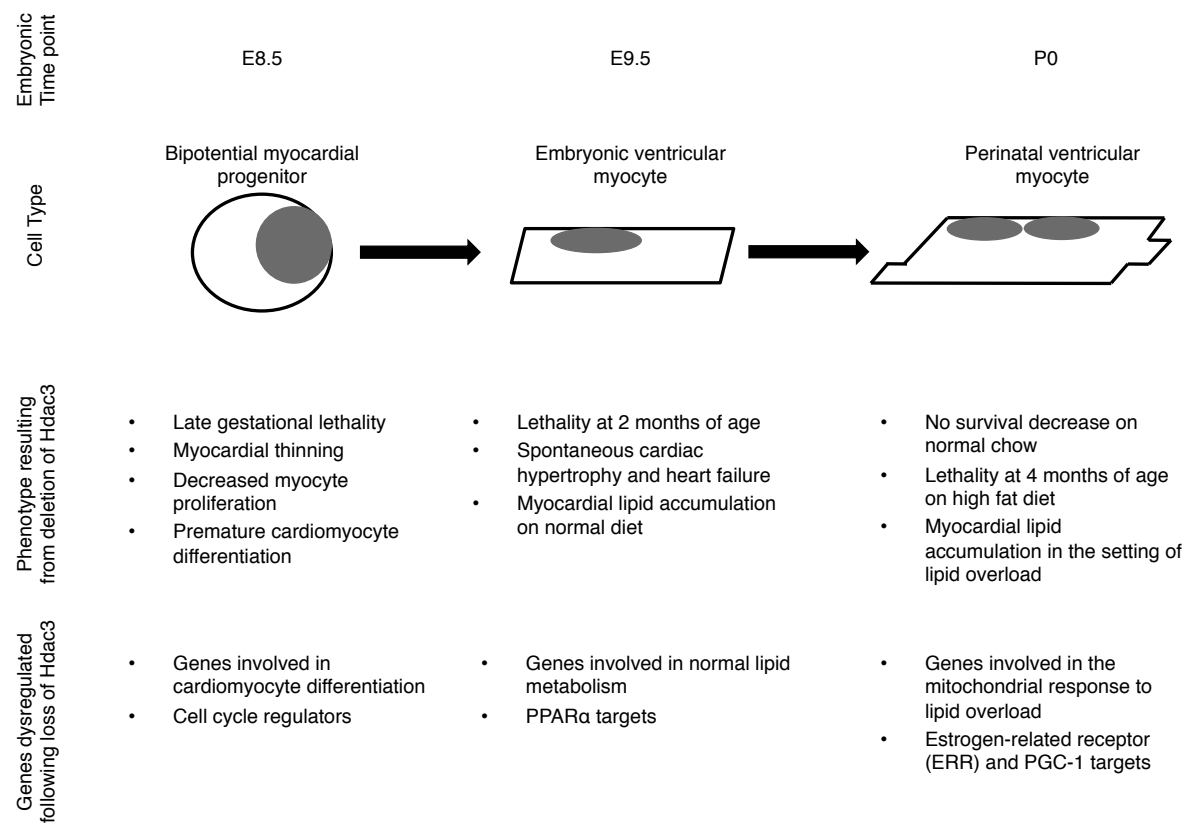 Embryonic
Time point
E8.5
E9.5
P0
Cell Type
Bipotential myocardial
progenitor
Embryonic ventricular
myocyte
Perinatal ventricular
myocyte
Phenotype resulting
from deletion of Hdac3
• Late gestational lethality
• Myocardial thinning
• Decreased myocyte
proliferation
• Premature cardiomyocyte
differentiation
• Lethality at 2 months of age
• Spontaneous cardiac
hypertrophy and heart failure
• Myocardial lipid accumulation
on normal diet
• No survival decrease on
normal chow
• Lethality at 4 months of age
on high fat diet
• Myocardial lipid
accumulation in the setting of
lipid overload
Genes dysregulated
following loss of Hdac3
• Genes involved in
cardiomyocyte differentiation
• Cell cycle regulators
• Genes involved in normal lipid
metabolism
• PPARα targets
• Genes involved in the
mitochondrial response to
lipid overload
• Estrogen-related receptor
(ERR) and PGC-1 targets